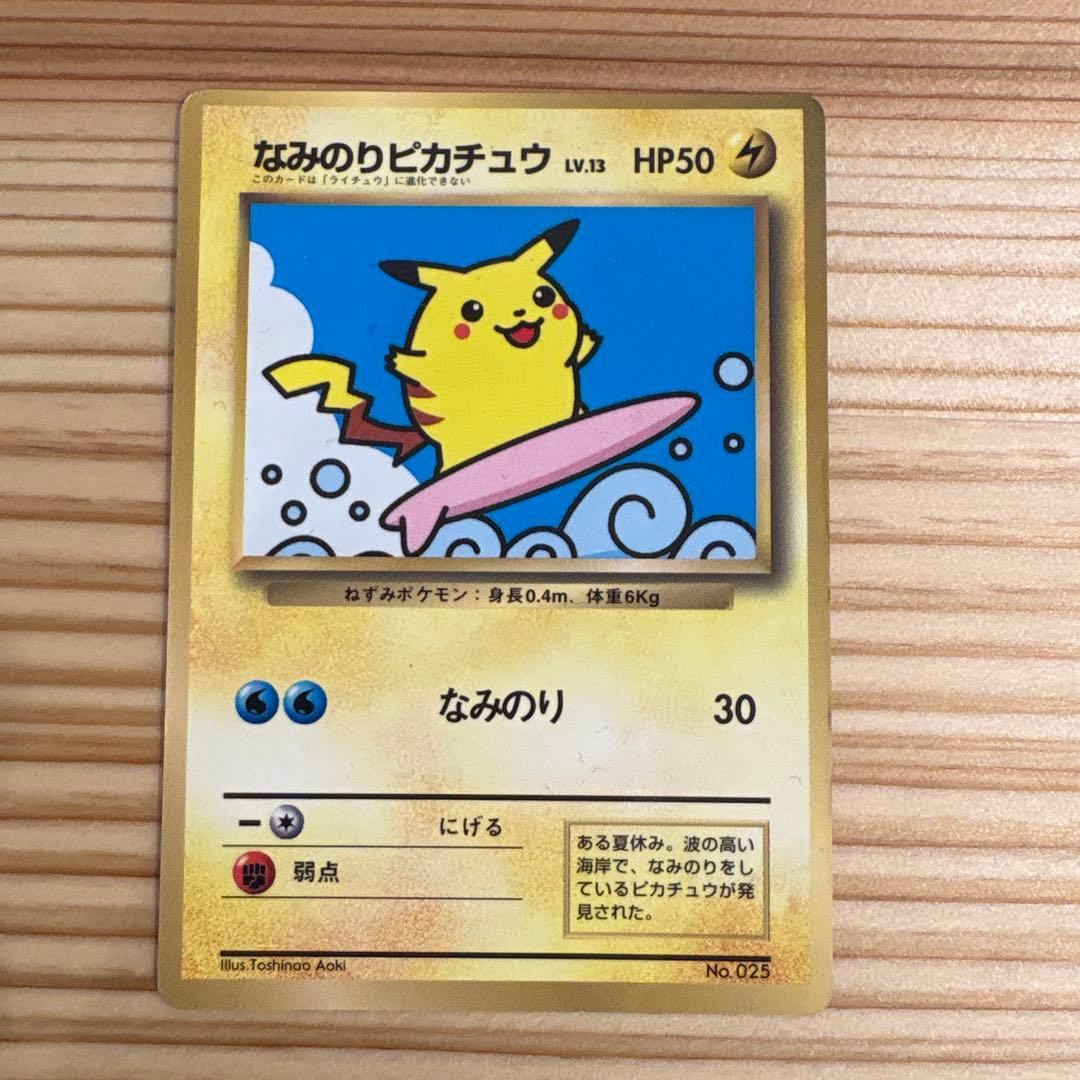 なみのりピカチュウ LV.13 HP50
このカードは「ライチュウ」に進化できない
ねずみポケモン：身長0.4m、体重6Kg
なみのり 30
にげる
弱点
ある夏休み。波の高い
海岸で、なみのりをし
ているピカチュウが発
見された。
Illus.Toshinao Aoki
No. 025